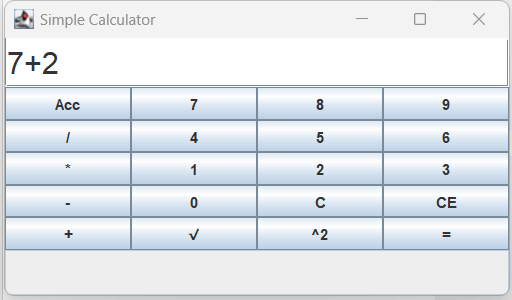 Simple Calculator
7+2
Acc 7 8 9
/ 4 5 6
* 1 2 3
- 0 C CE
+ √ ^2 =